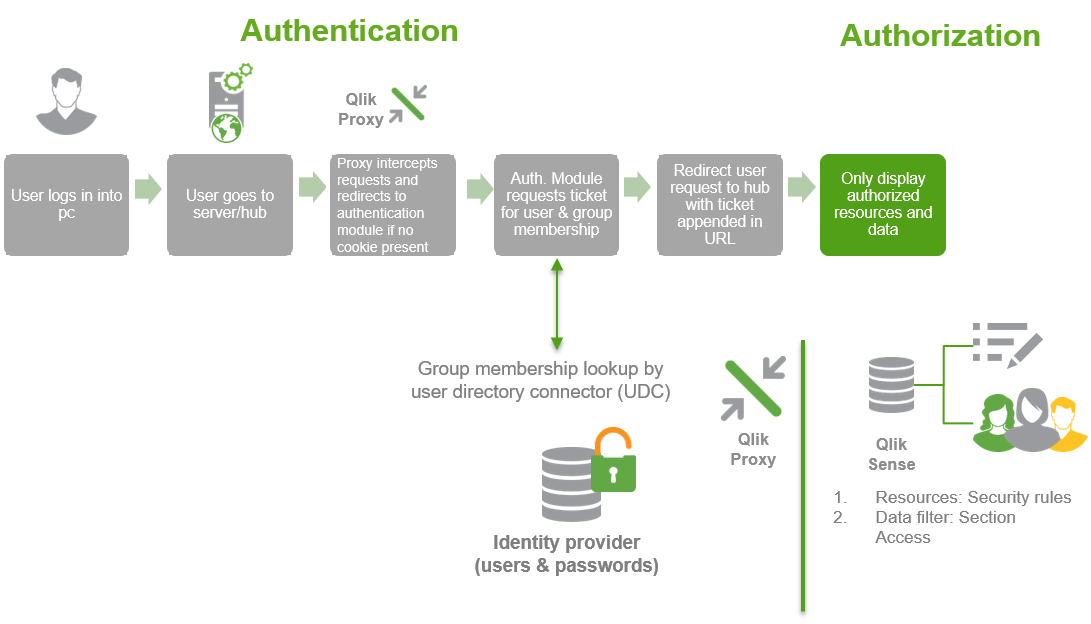 Authentication
Authorization
Qlik
Proxy
User logs in into
pc
User goes to
server/hub
Proxy intercepts
requests and
redirects to
authentication
module if no
cookie present
Auth. Module
requests ticket
for user & group
membership
Redirect user
request to hub
with ticket
appended in
URL
Only display
authorized
resources and
data
Group membership lookup by
user directory connector (UDC)
Identity provider
(users & passwords)
Qlik
Proxy
Qlik
Sense
1. Resources: Security rules
2. Data filter: Section
Access